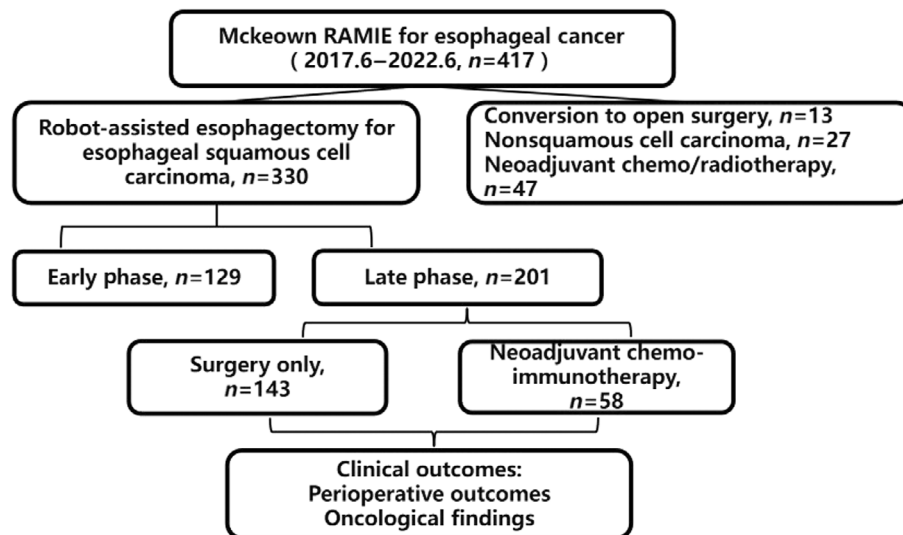 Mckeown RAMIE for esophageal cancer
( 2017.6−2022.6, n=417 )
Robot-assisted esophagectomy for
esophageal squamous cell
carcinoma, n=330
Conversion to open surgery, n=13
Nonsquamous cell carcinoma, n=27
Neoadjuvant chemo/radiotherapy,
n=47
Early phase, n=129
Late phase, n=201
Surgery only,
n=143
Neoadjuvant chemo-
immunotherapy,
n=58
Clinical outcomes:
Perioperative outcomes
Oncological findings